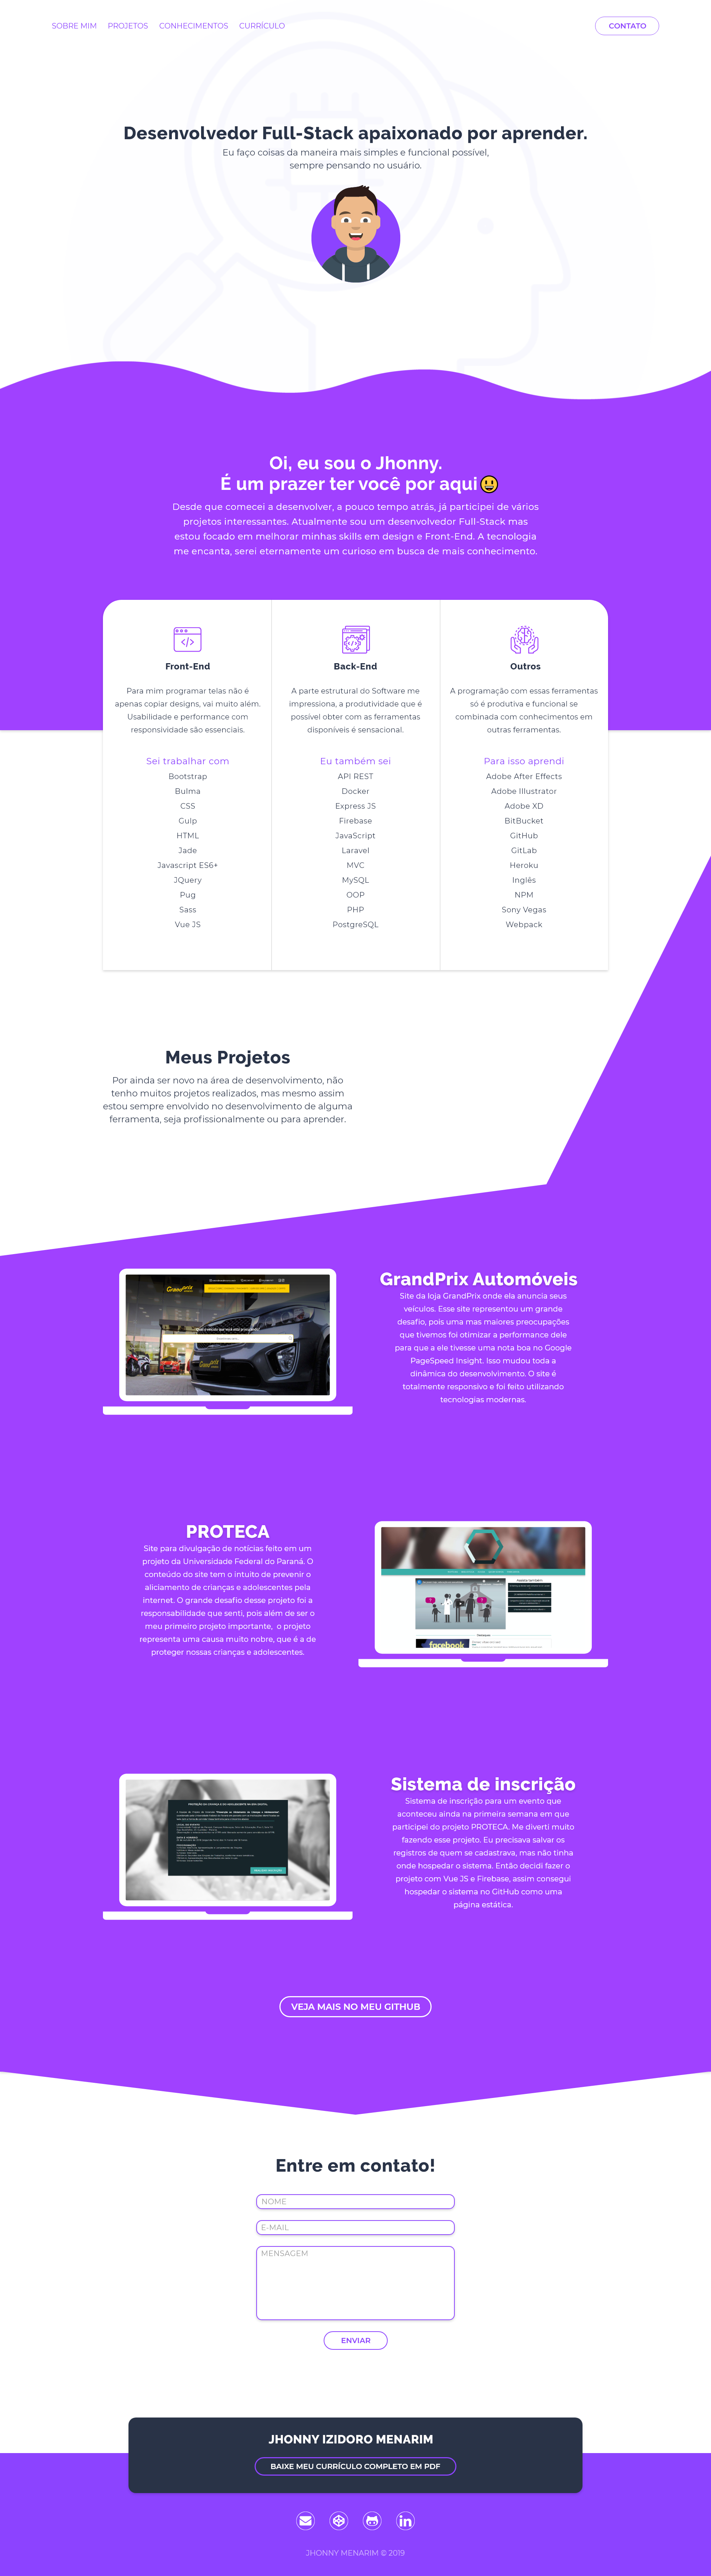 SOBRE MIM PROJETOS CONHECIMENTOS CURRÍCULO CONTATO
Desenvolvedor Full-Stack apaixonado por aprender.
Eu faço coisas da maneira mais simples e funcional possível,
sempre pensando no usuário.
Oi, eu sou o Jhonny.
É um prazer ter você por aqui
Desde que comecei a desenvolver, a pouco tempo atrás, já participei de vários
projetos interessantes. Atualmente sou um desenvolvedor Full-Stack mas
estou focado em melhorar minhas skills em design e Front-End. A tecnologia
me encanta, serei eternamente um curioso em busca de mais conhecimento.
Front-End
Para mim programar telas não é
apenas copiar designs, vai muito além.
Usabilidade e performance com
responsividade são essenciais.
Sei trabalhar com
Bootstrap
Bulma
CSS
Gulp
HTML
Jade
Javascript ES6+
JQuery
Pug
Sass
Vue JS
Back-End
A parte estrutural do Software me
impressiona, a produtividade que é
possível obter com as ferramentas
disponíveis é sensacional.
Eu também sei
API REST
Docker
Express JS
Firebase
JavaScript
Laravel
MVC
MySQL
OOP
PHP
PostgreSQL
Outros
A programação com essas ferramentas
só é produtiva e funcional se
combinada com conhecimentos em
outras ferramentas.
Para isso aprendi
Adobe After Effects
Adobe Illustrator
Adobe XD
BitBucket
GitHub
GitLab
Heroku
Inglês
NPM
Sony Vegas
Webpack
Meus Projetos
Por ainda ser novo na área de desenvolvimento, não
tenho muitos projetos realizados, mas mesmo assim
estou sempre envolvido no desenvolvimento de alguma
ferramenta, seja profissionalmente ou para aprender.
GrandPrix
GrandPrix Automóveis
Site da loja GrandPrix onde ela anuncia seus
veículos. Esse site representou um grande
desafio, pois uma mas maiores preocupações
que tivemos foi otimizar a performance dele
para que a ele tivesse uma nota boa no Google
PageSpeed Insight. Isso mudou toda a
dinâmica do desenvolvimento. O site é
totalmente responsivo e foi feito utilizando
tecnologias modernas.
PROTECA
Site para divulgação de notícias feito em um
projeto da Universidade Federal do Paraná. O
conteúdo do site tem o intuito de prevenir o
aliciamento de crianças e adolescentes pela
internet. O grande desafio desse projeto foi a
responsabilidade que senti, pois além de ser o
meu primeiro projeto importante, o projeto
representa uma causa muito nobre, que é a de
proteger nossas crianças e adolescentes.
facebook
Sistema de inscrição
Sistema de inscrição para um evento que
aconteceu ainda na primeira semana em que
participei do projeto PROTECA. Me diverti muito
fazendo esse projeto. Eu precisava salvar os
registros de quem se cadastrava, mas não tinha
onde hospedar o sistema. Então decidi fazer o
projeto com Vue JS e Firebase, assim consegui
hospedar o sistema no GitHub como uma
página estática.
VEJA MAIS NO MEU GITHUB
Entre em contato!
NOME
E-MAIL
MENSAGEM
ENVIAR
JHONNY IZIDORO MENARIM
BAIXE MEU CURRÍCULO COMPLETO EM PDF
in
JHONNY MENARIM © 2019